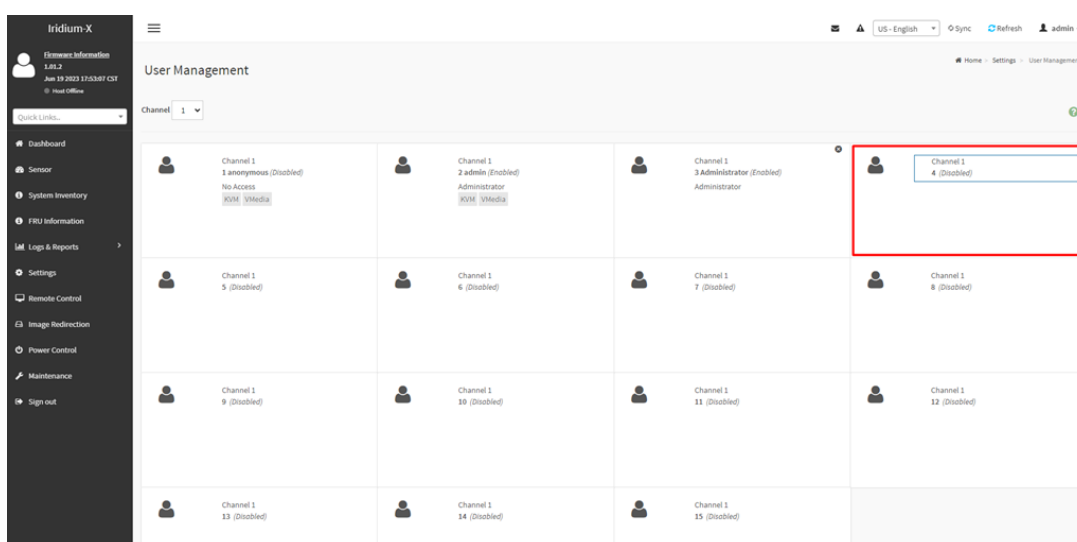 Iridium-X
US - English
Sync
Refresh
admin
Firmware Information
1.01.2
Jun 19 2023 17:53:07 CST
Host Offline
Quick Links...
Dashboard
Sensor
System Inventory
FRU Information
Logs & Reports
Settings
Remote Control
Image Redirection
Power Control
Maintenance
Sign out
User Management
Home > Settings > User Managemen
Channel 1
Channel 1
1 anonymous (Disabled)
No Access
KVM VMedia
Channel 1
2 admin (Enabled)
Administrator
KVM VMedia
Channel 1
3 Administrator (Enabled)
Administrator
Channel 1
4 (Disabled)
Channel 1
5 (Disabled)
Channel 1
6 (Disabled)
Channel 1
7 (Disabled)
Channel 1
8 (Disabled)
Channel 1
9 (Disabled)
Channel 1
10 (Disabled)
Channel 1
11 (Disabled)
Channel 1
12 (Disabled)
Channel 1
13 (Disabled)
Channel 1
14 (Disabled)
Channel 1
15 (Disabled)